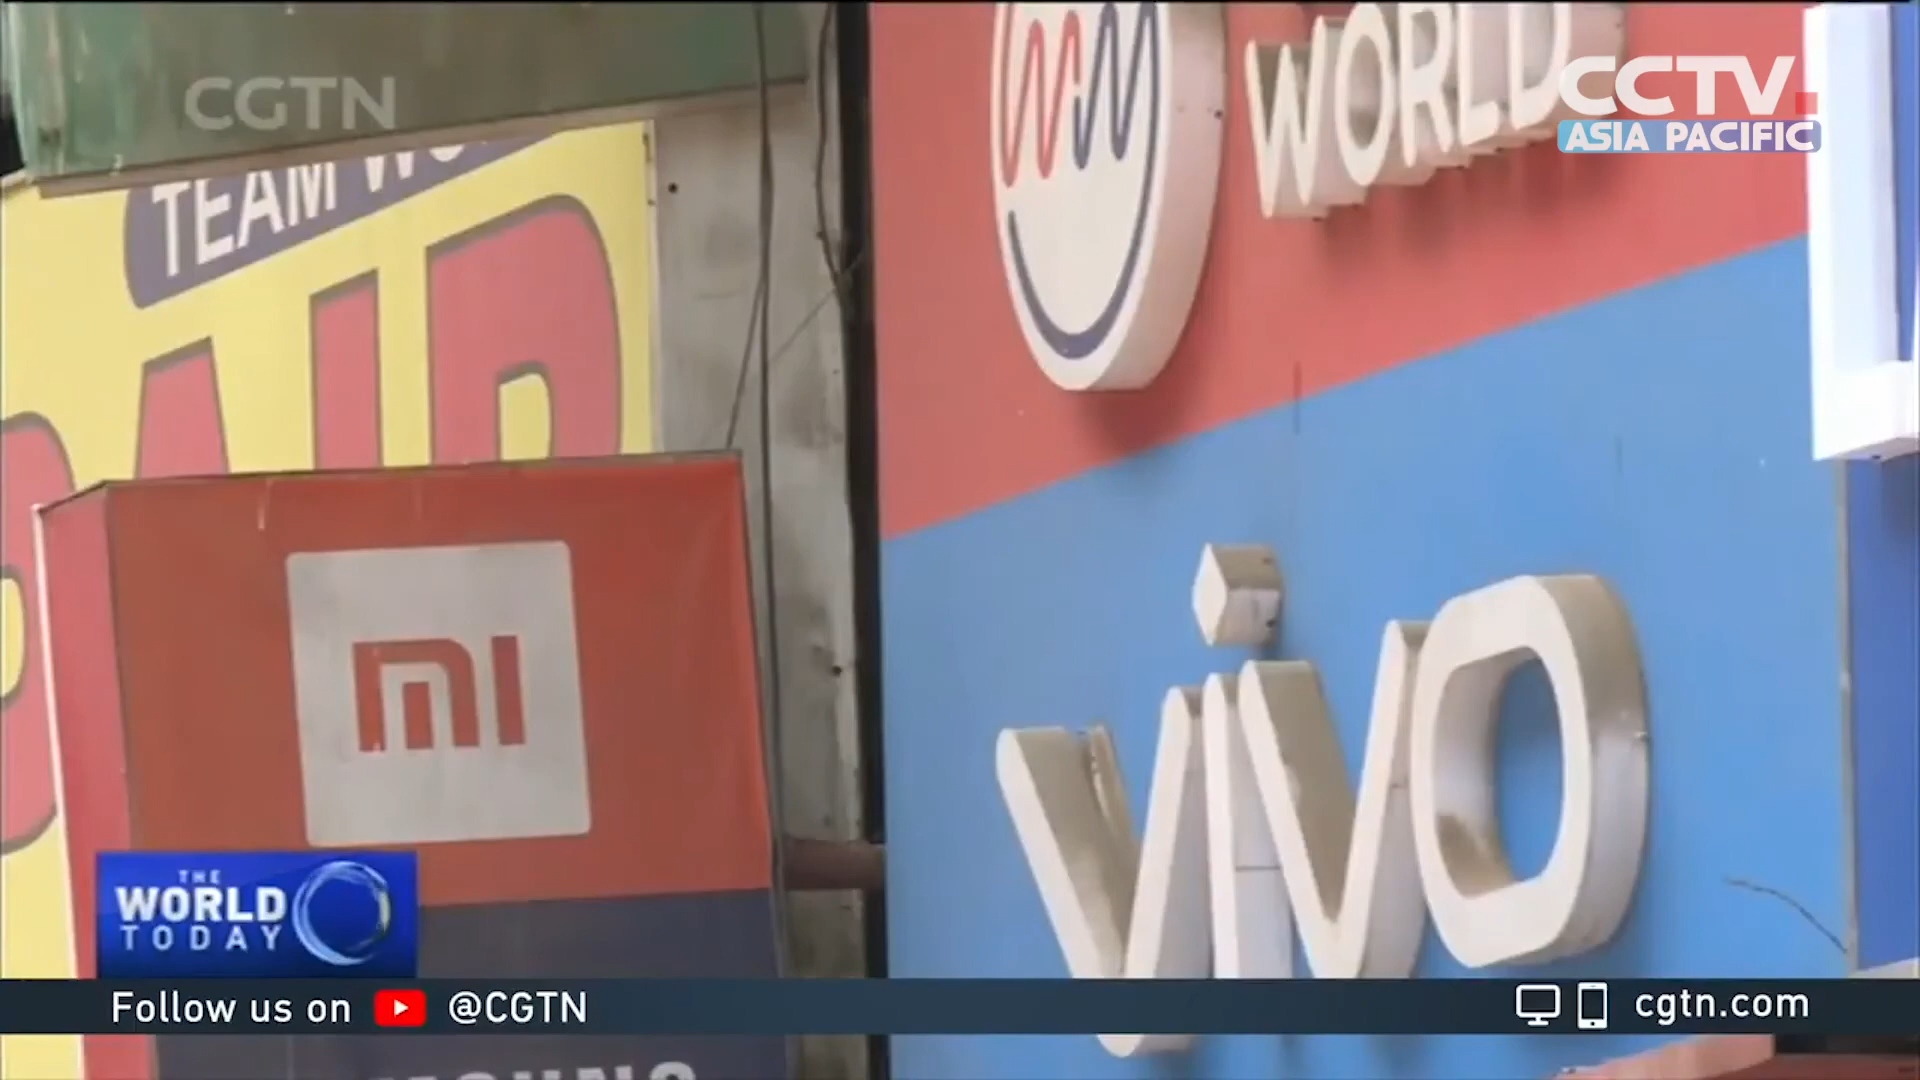 CGTN
TEAM
WORLD
CCTV.
ASIA PACIFIC
mi
vivo
THE
WORLD
TODAY
Follow us on
@CGTN
cgtn.com